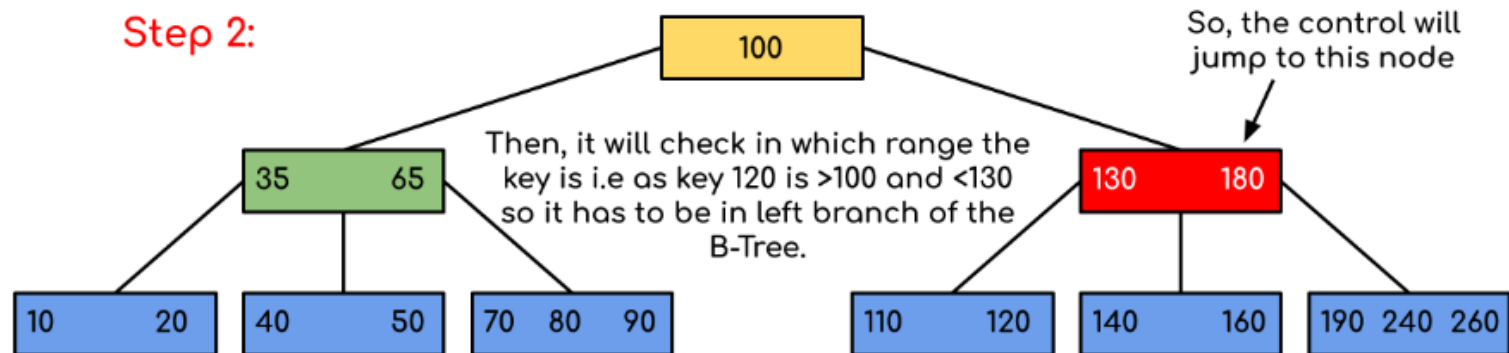 Step 2:
100
So, the control will
jump to this node
Then, it will check in which range the
key is i.e as key 120 is >100 and <130
so it has to be in left branch of the
B-Tree.
35 65
130 180
10 20
40 50
70 80 90
110 120
140 160
190 240 260